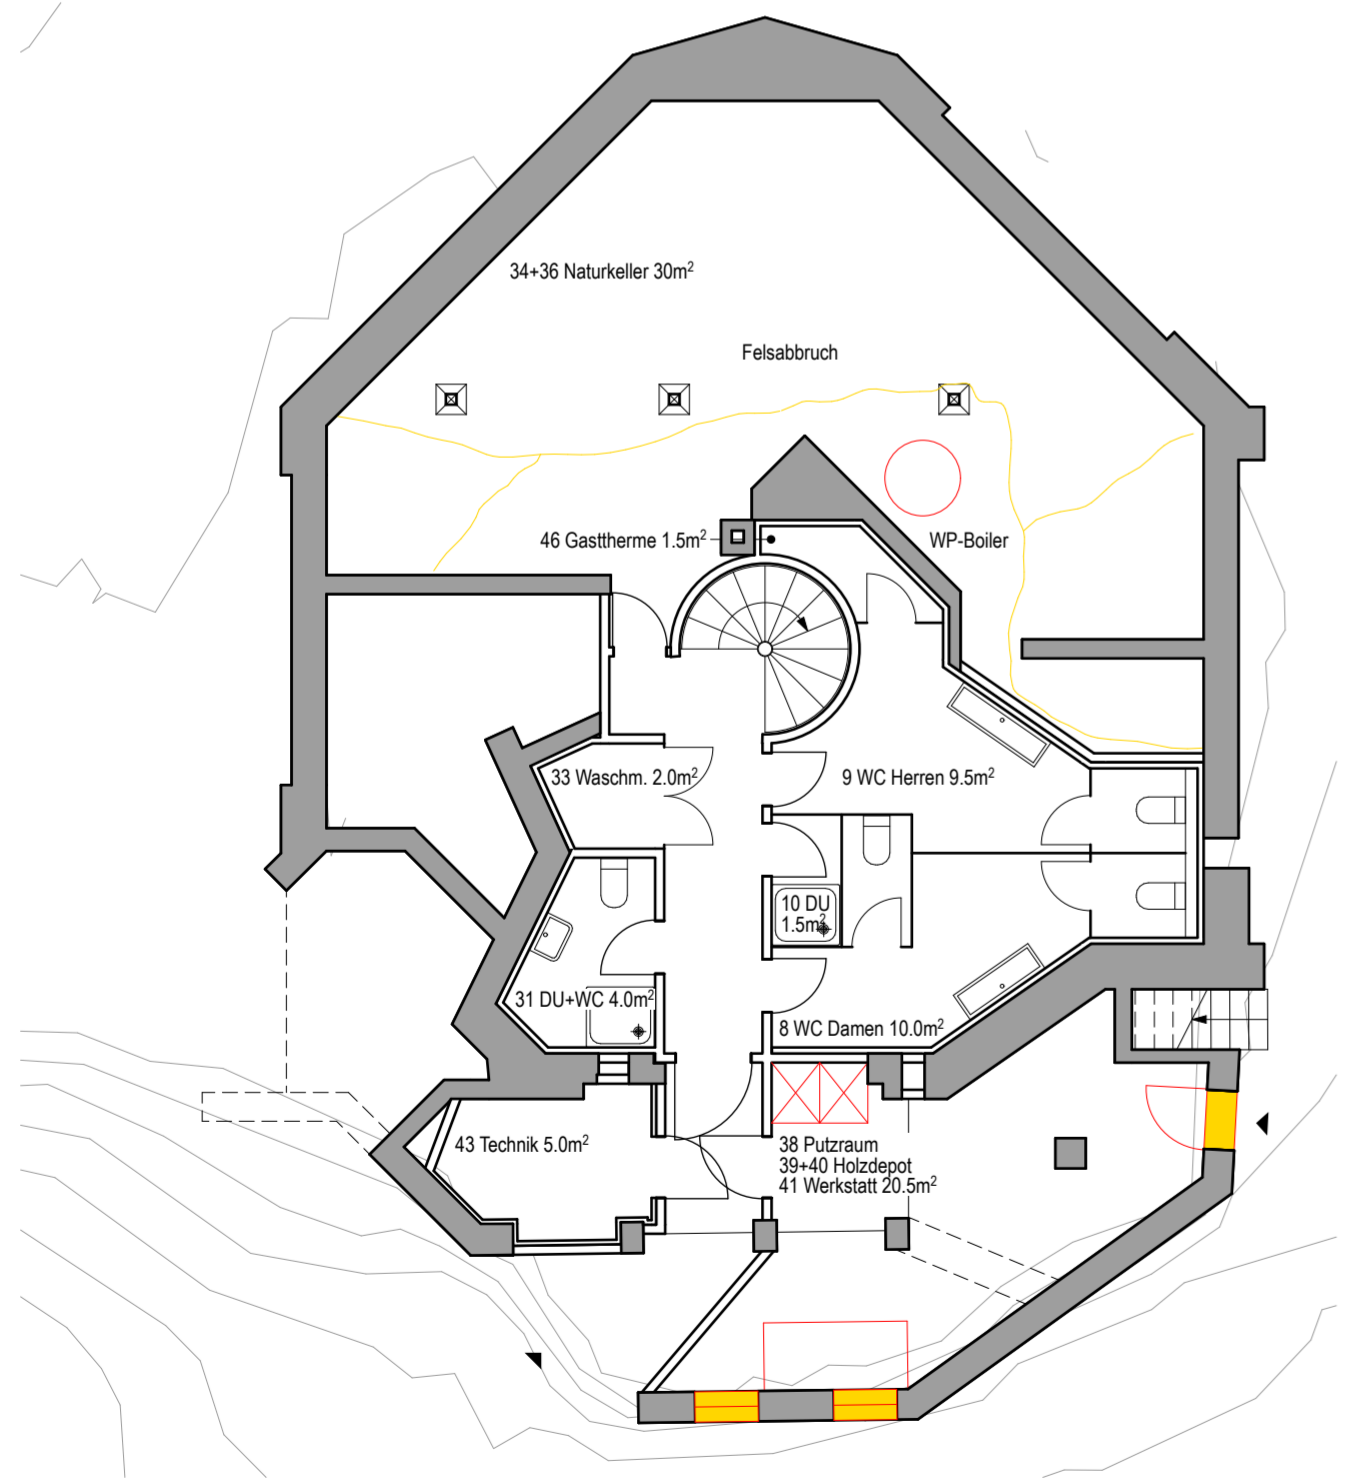 34+36 Naturkeller 30m²
Felsabbruch
46 Gasttherme 1.5m²
WP-Boiler
33 Waschm. 2.0m²
9 WC Herren 9.5m²
10 DU
1.5m²
31 DU+WC 4.0m²
8 WC Damen 10.0m²
43 Technik 5.0m²
38 Putzraum
39+40 Holzdepot
41 Werkstatt 20.5m²